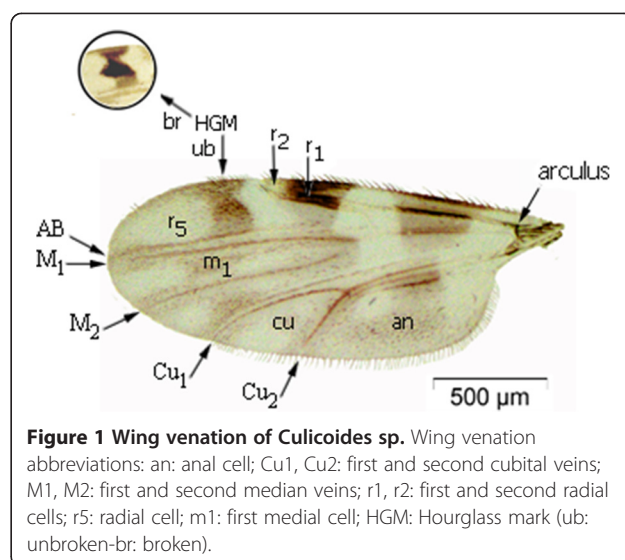 br HGM
ub
r2
r1
arculus
AB
r5
M1
m1
M2
cu
an
Cu1
Cu2
500 µm
Figure 1 Wing venation of Culicoides sp. Wing venation
abbreviations: an: anal cell; Cu1, Cu2: first and second cubital veins;
M1, M2: first and second median veins; r1, r2: first and second radial
cells; r5: radial cell; m1: first medial cell; HGM: Hourglass mark (ub:
unbroken-br: broken).